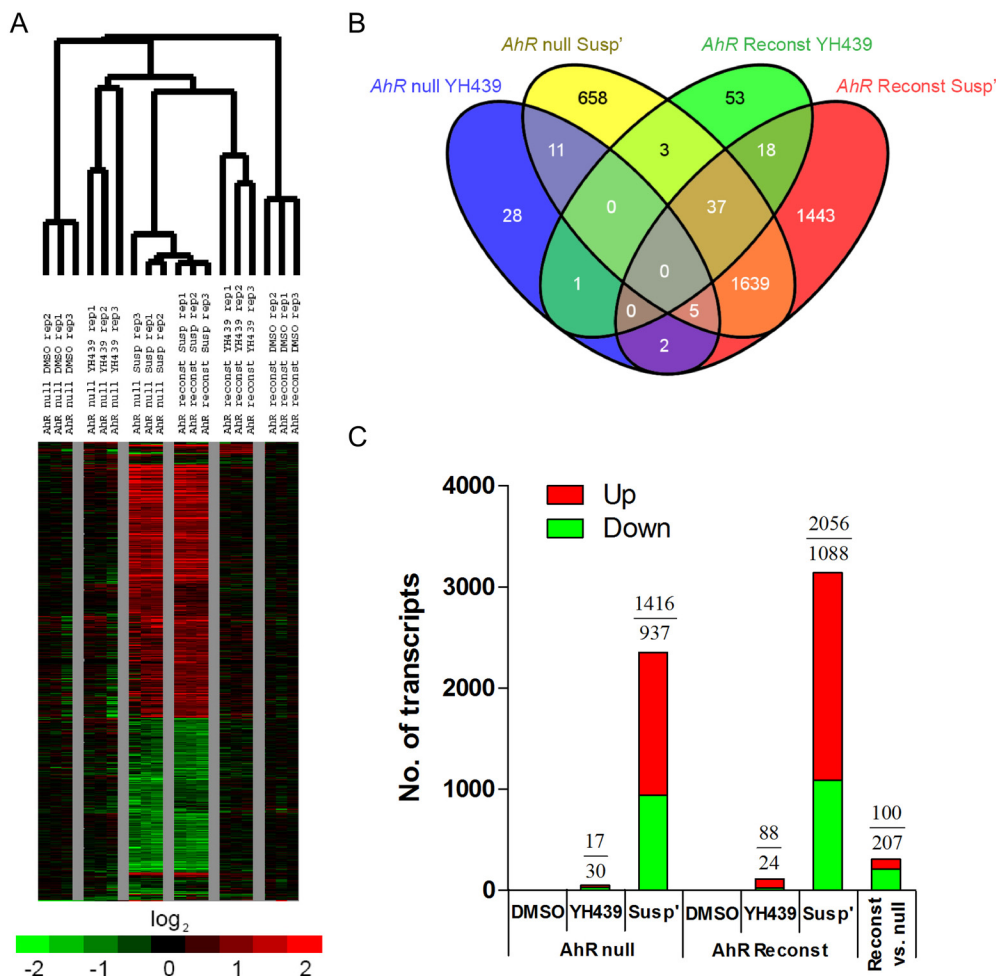 A
AhR null DMSO rep2
AhR null DMSO rep1
AhR null DMSO rep3
AhR null YH439 rep1
AhR null YH439 rep2
AhR null YH439 rep3
AhR null Susp rep3
AhR null Susp rep1
AhR null Susp rep2
AhR reconst Susp rep1
AhR reconst Susp rep2
AhR reconst Susp rep3
AhR reconst YH439 rep1
AhR reconst YH439 rep2
AhR reconst YH439 rep3
AhR reconst DMSO rep2
AhR reconst DMSO rep1
AhR reconst DMSO rep3
log2
-2 -1 0 1 2
B
AhR null Susp'
AhR Reconst YH439
AhR null YH439
AhR Reconst Susp'
658
53
11
3
18
28
0
37
1443
0
1
1639
0
5
2
C
No. of transcripts
4000
3000
2000
1000
0
Up
Down
17
30
1416
937
88
24
2056
1088
100
207
DMSO YH439 Susp' DMSO YH439 Susp'
AhR null
AhR Reconst
Reconst
vs. null